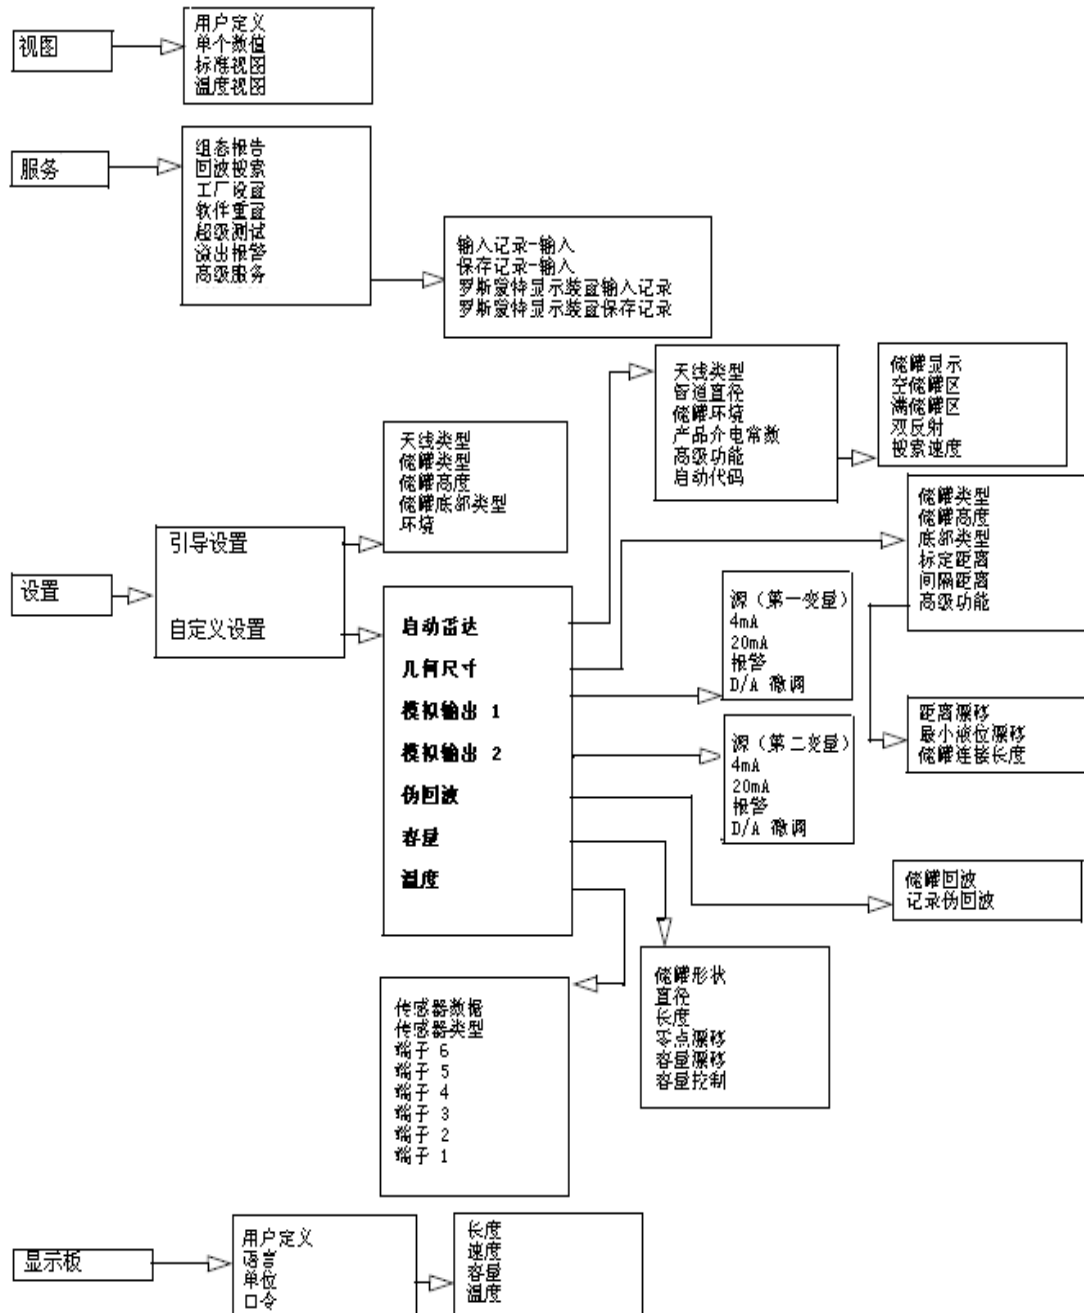 视图
用户定义
单个数值
标准视图
温度视图
服务
组态报告
回波搜索
工厂设置
软件重置
超级测试
溢出报警
高级服务
输入记录-输入
保存记录-输入
罗斯蒙特显示装置输入记录
罗斯蒙特显示装置保存记录
设置
引导设置
自定义设置
天线类型
储罐类型
储罐高度
储罐底部类型
环境
启动雷达
几何尺寸
模拟输出 1
模拟输出 2
伪回波
容量
温度
天线类型
管道直径
储罐环境
产品介电常数
高级功能
启动代码
储罐显示
空储罐区
满储罐区
双反射
搜索速度
储罐类型
储罐高度
底部类型
标定距离
间隔距离
高级功能
距离漂移
最小液位漂移
储罐连接长度
源（第一变量）
4mA
20mA
报警
D/A 微调
源（第二变量）
4mA
20mA
报警
D/A 微调
储罐回波
记录伪回波
储罐形状
直径
长度
零点漂移
容量漂移
容量控制
传感器数据
传感器类型
端子 6
端子 5
端子 4
端子 3
端子 2
端子 1
显示板
用户定义
语言
单位
口令
长度
速度
容量
温度